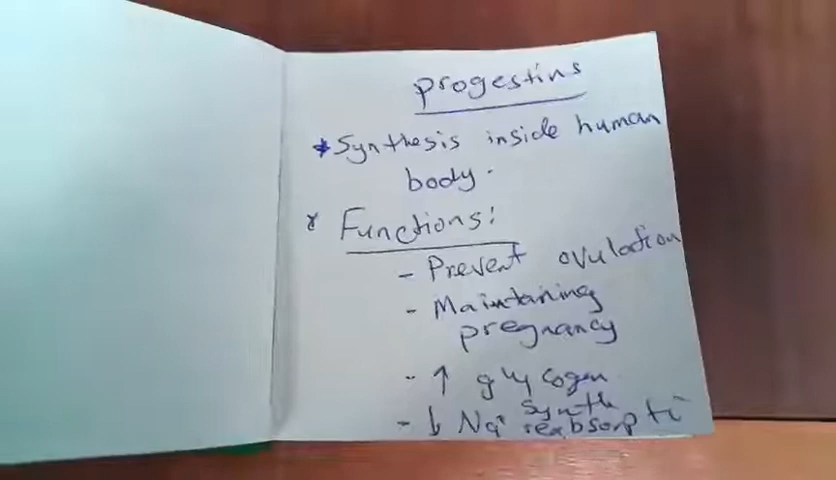 progestins
* Synthesis inside human
body.
* Functions:
- Prevent ovulation
- Maintaining
pregnancy
- ↑ glycogen
synth
- ↓ Na⁺ reabsorpti